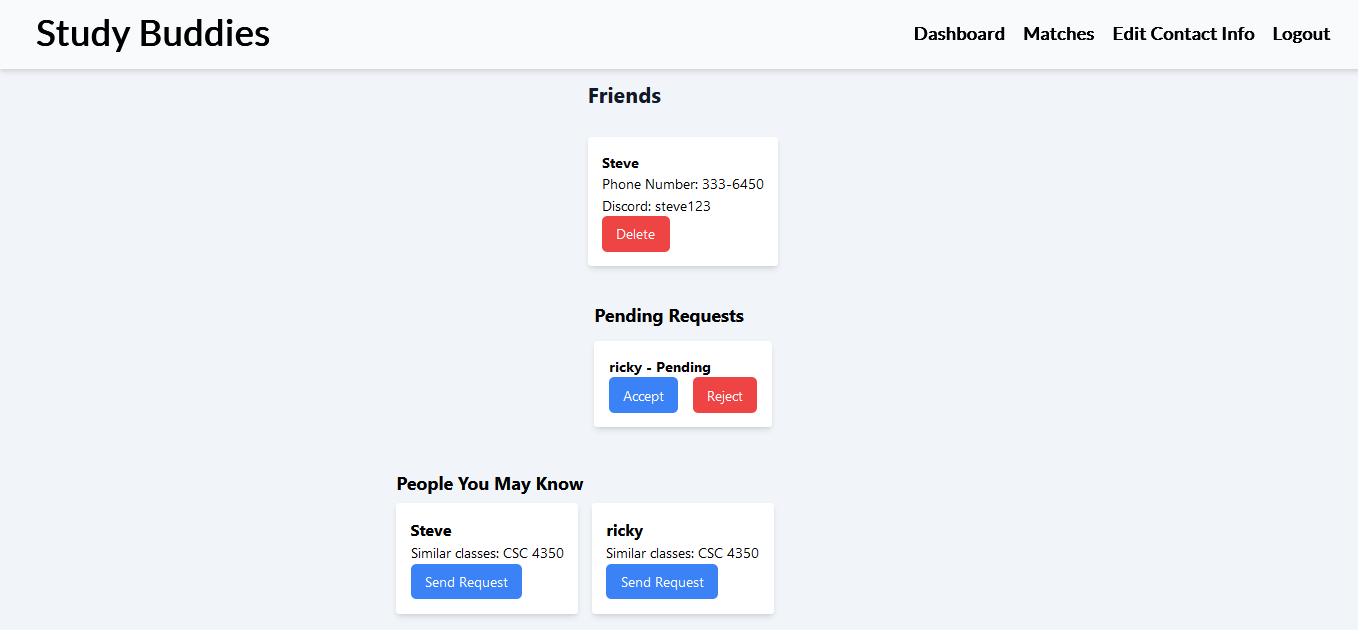 Study Buddies
Dashboard Matches Edit Contact Info Logout
Friends
Steve
Phone Number: 333-6450
Discord: steve123
Delete
Pending Requests
ricky - Pending
Accept Reject
People You May Know
Steve
Similar classes: CSC 4350
Send Request
ricky
Similar classes: CSC 4350
Send Request